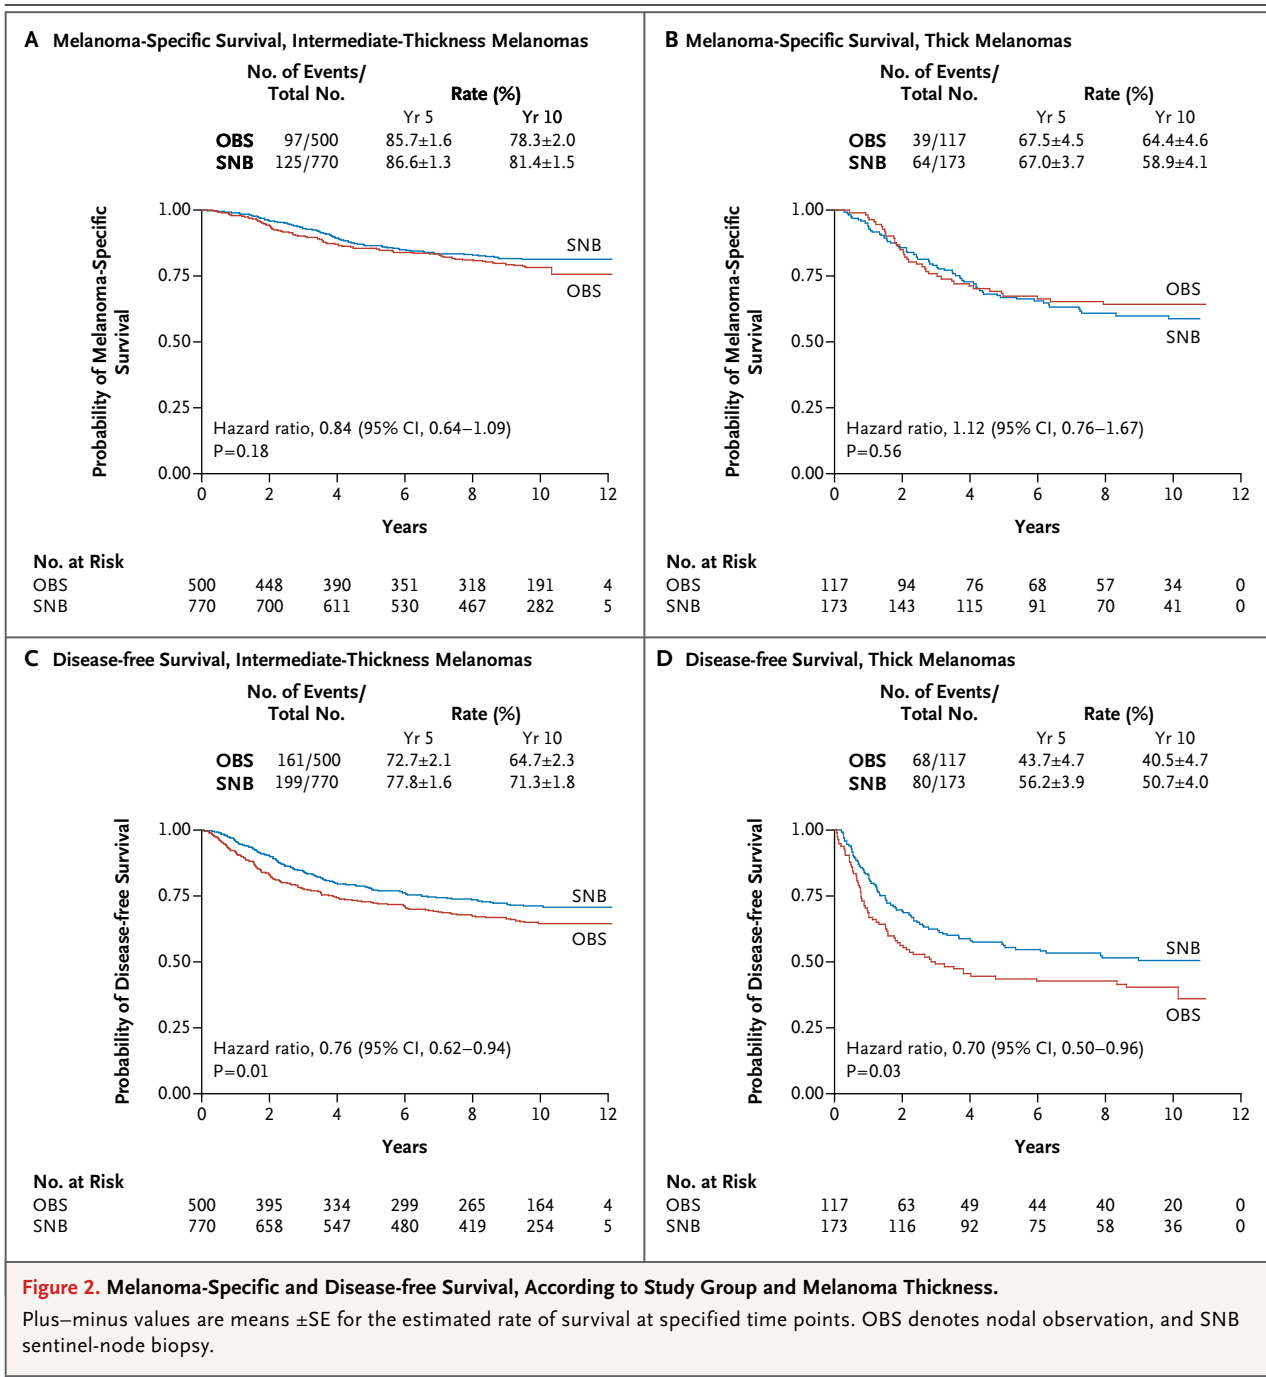 A Melanoma-Specific Survival, Intermediate-Thickness Melanomas
No. of Events/
Total No. Rate (%)
Yr 5 Yr 10
OBS 97/500 85.7±1.6 78.3±2.0
SNB 125/770 86.6±1.3 81.4±1.5
Probability of Melanoma-Specific
Survival
1.00
0.75
0.50
0.25
0.00
SNB
OBS
Hazard ratio, 0.84 (95% CI, 0.64–1.09)
P=0.18
0 2 4 6 8 10 12
Years
No. at Risk
OBS 500 448 390 351 318 191 4
SNB 770 700 611 530 467 282 5
B Melanoma-Specific Survival, Thick Melanomas
No. of Events/
Total No. Rate (%)
Yr 5 Yr 10
OBS 39/117 67.5±4.5 64.4±4.6
SNB 64/173 67.0±3.7 58.9±4.1
Probability of Melanoma-Specific
Survival
1.00
0.75
0.50
0.25
0.00
OBS
SNB
Hazard ratio, 1.12 (95% CI, 0.76–1.67)
P=0.56
0 2 4 6 8 10 12
Years
No. at Risk
OBS 117 94 76 68 57 34 0
SNB 173 143 115 91 70 41 0
C Disease-free Survival, Intermediate-Thickness Melanomas
No. of Events/
Total No. Rate (%)
Yr 5 Yr 10
OBS 161/500 72.7±2.1 64.7±2.3
SNB 199/770 77.8±1.6 71.3±1.8
Probability of Disease-free Survival
1.00
0.75
0.50
0.25
0.00
SNB
OBS
Hazard ratio, 0.76 (95% CI, 0.62–0.94)
P=0.01
0 2 4 6 8 10 12
Years
No. at Risk
OBS 500 395 334 299 265 164 4
SNB 770 658 547 480 419 254 5
D Disease-free Survival, Thick Melanomas
No. of Events/
Total No. Rate (%)
Yr 5 Yr 10
OBS 68/117 43.7±4.7 40.5±4.7
SNB 80/173 56.2±3.9 50.7±4.0
Probability of Disease-free Survival
1.00
0.75
0.50
0.25
0.00
SNB
OBS
Hazard ratio, 0.70 (95% CI, 0.50–0.96)
P=0.03
0 2 4 6 8 10 12
Years
No. at Risk
OBS 117 63 49 44 40 20 0
SNB 173 116 92 75 58 36 0
Figure 2. Melanoma-Specific and Disease-free Survival, According to Study Group and Melanoma Thickness.
Plus–minus values are means ±SE for the estimated rate of survival at specified time points. OBS denotes nodal observation, and SNB
sentinel-node biopsy.